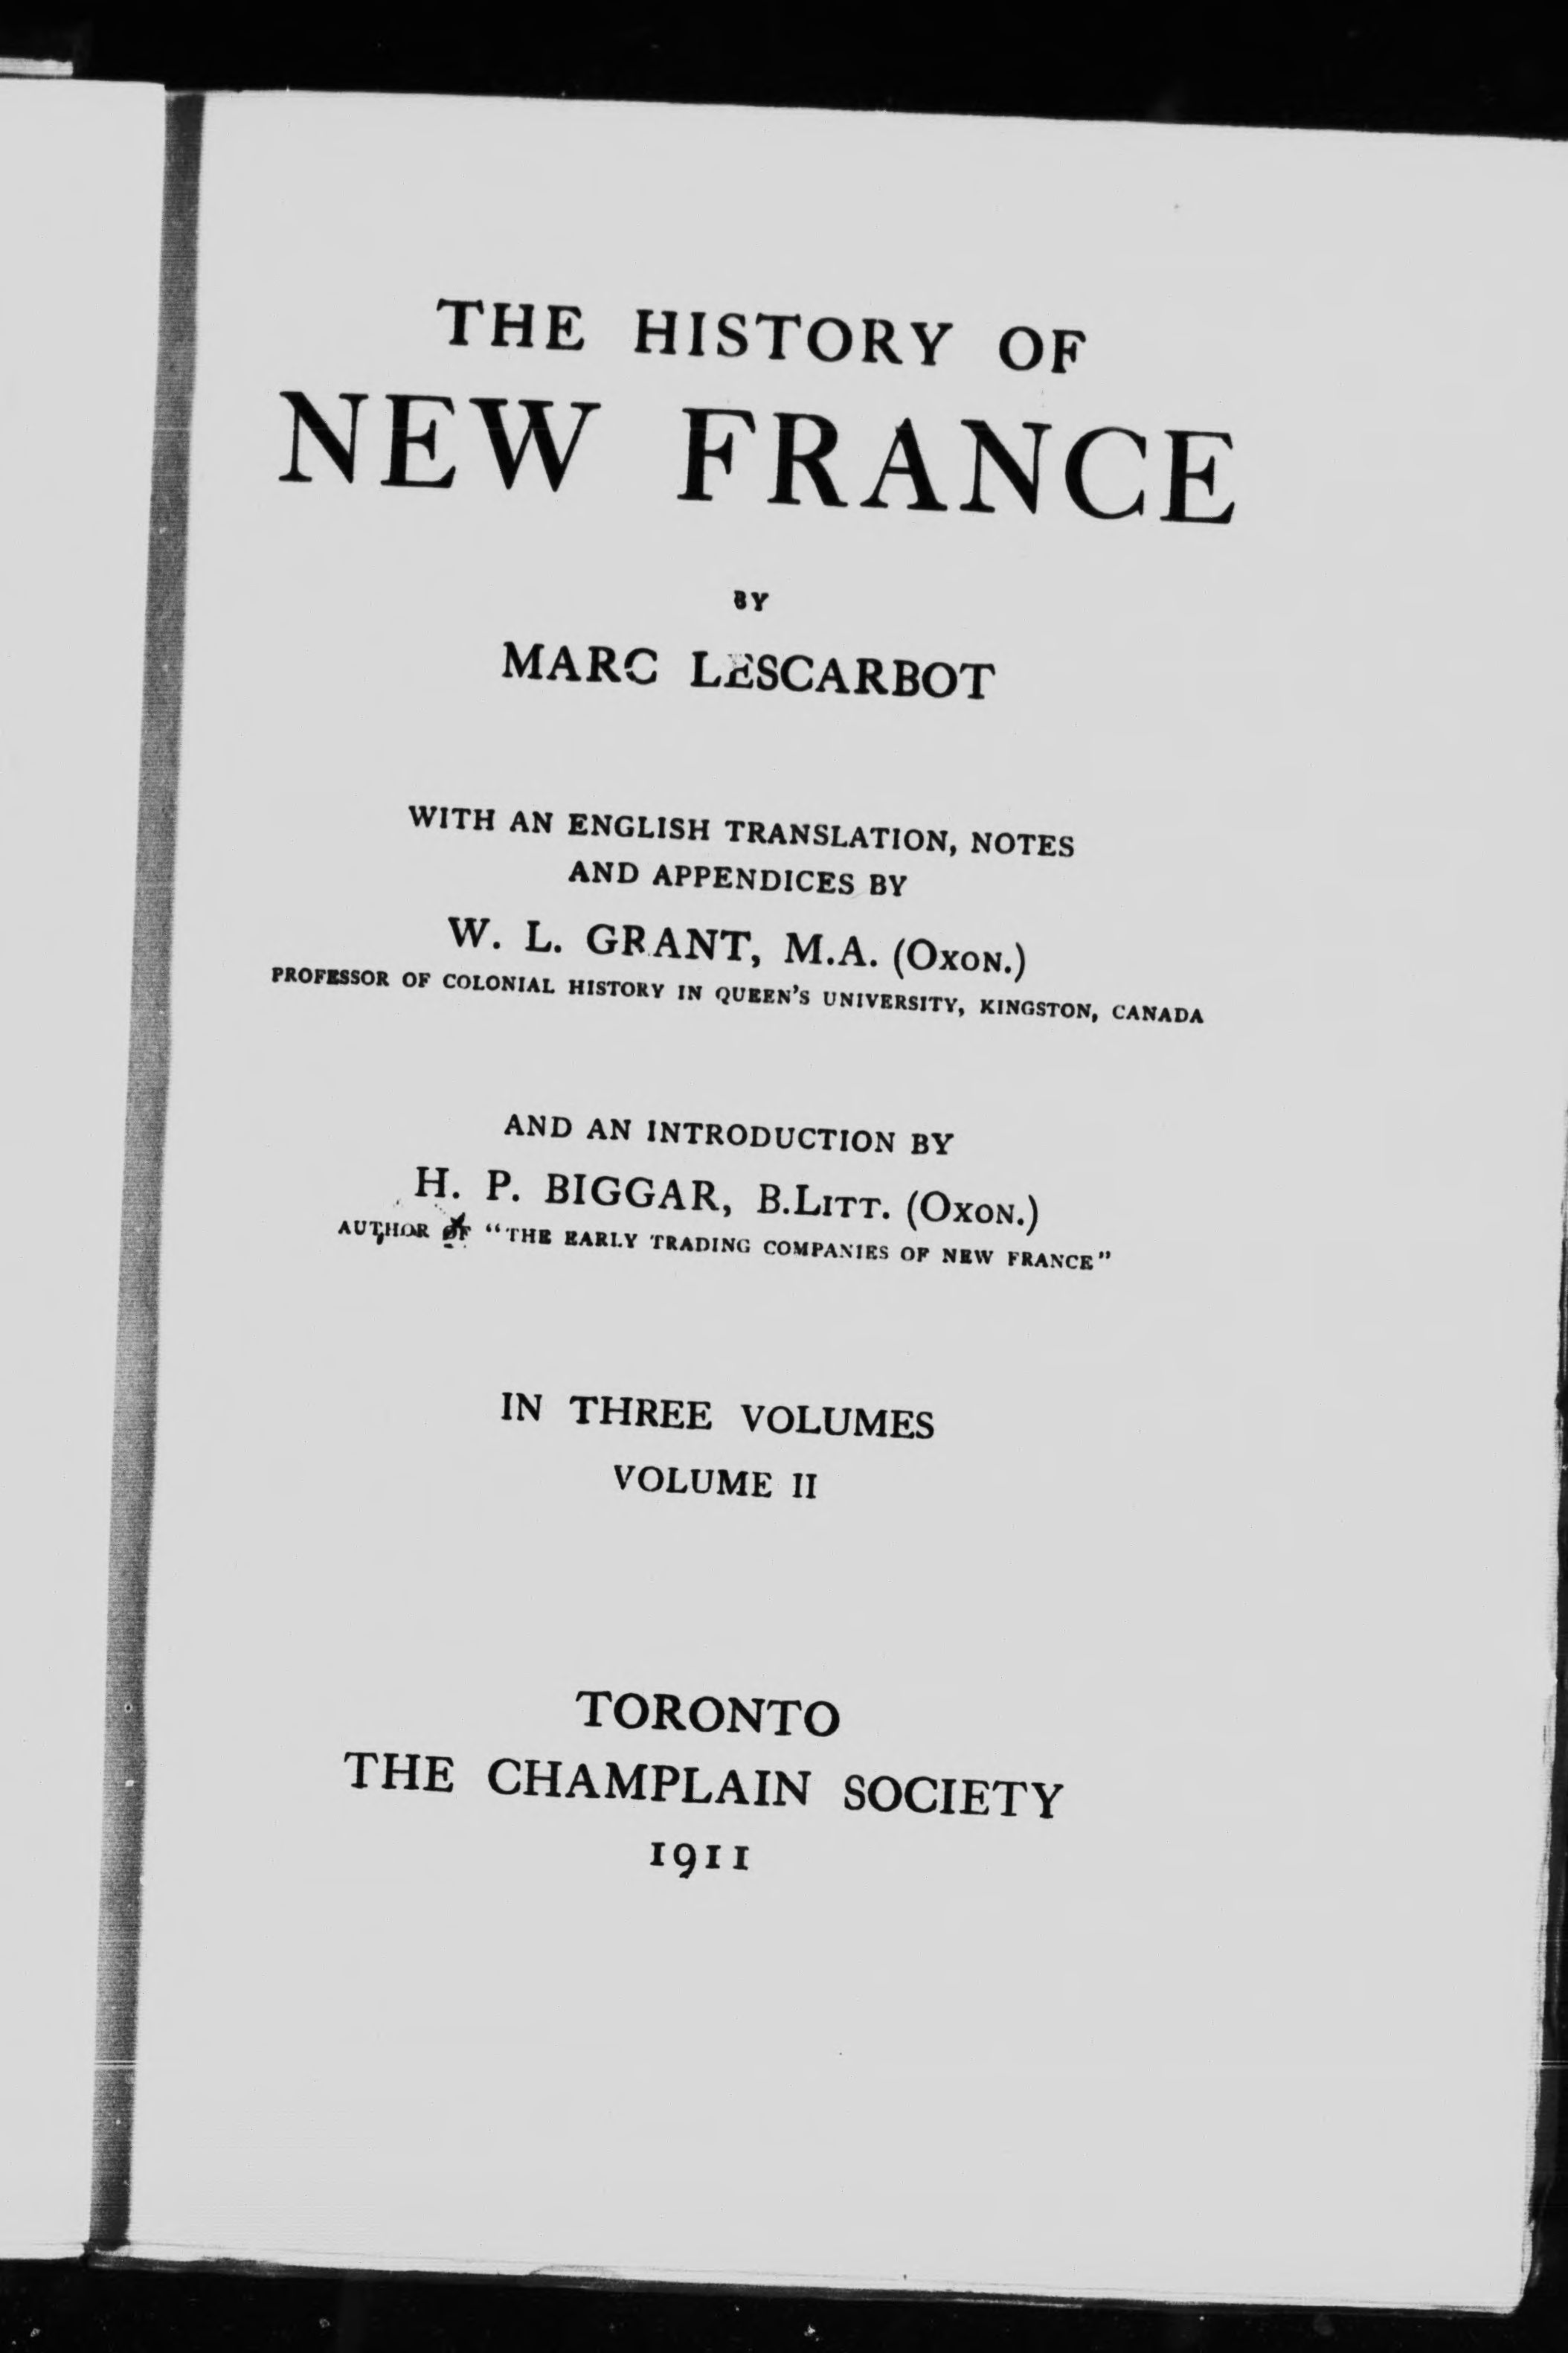 THE HISTORY OF
NEW FRANCE
BY
MARC LESCARBOT
WITH AN ENGLISH TRANSLATION, NOTES
AND APPENDICES BY
W. L. GRANT, M.A. (OXON.)
PROFESSOR OF COLONIAL HISTORY IN QUEEN'S UNIVERSITY, KINGSTON, CANADA
AND AN INTRODUCTION BY
H. P. BIGGAR, B.LITT. (OXON.)
AUTHOR OF "THE EARLY TRADING COMPANIES OF NEW FRANCE"
IN THREE VOLUMES
VOLUME II
TORONTO
THE CHAMPLAIN SOCIETY
1911